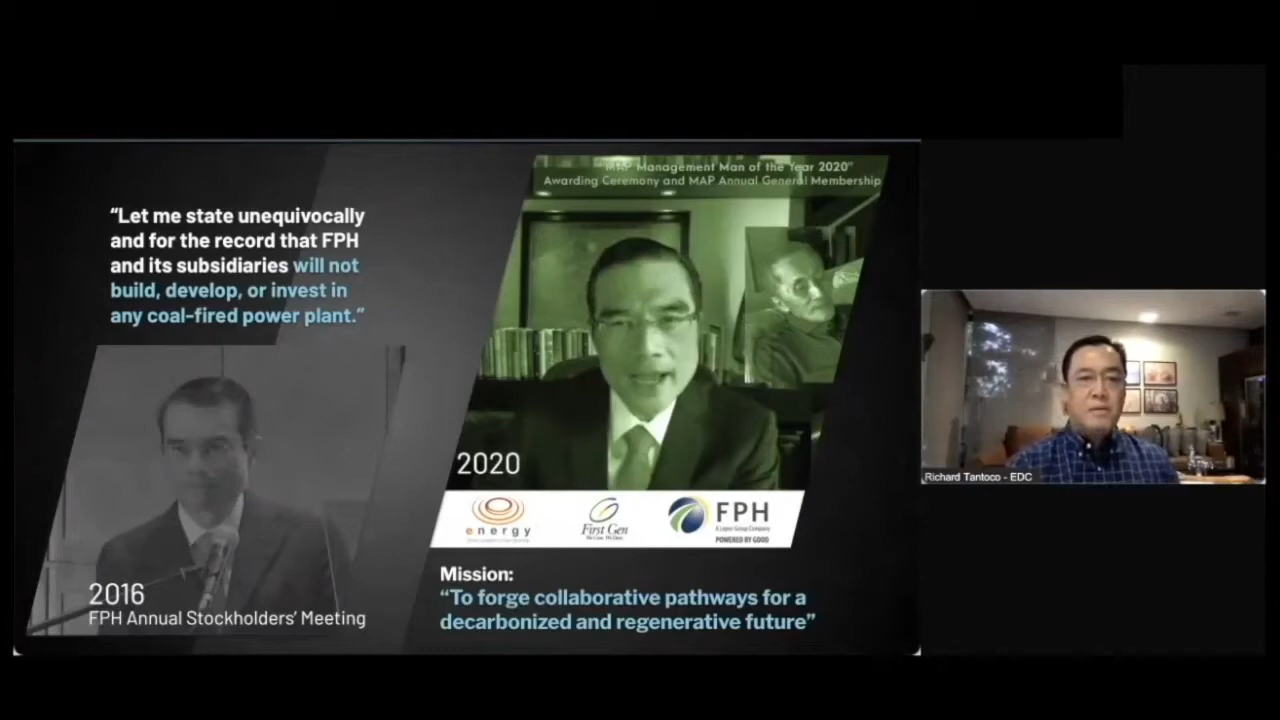 “Let me state unequivocally
and for the record that FPH
and its subsidiaries will not
build, develop, or invest in
any coal-fired power plant.”
2016
FPH Annual Stockholders’ Meeting
"MAP Management Man of the Year 2020"
Awarding Ceremony and MAP Annual General Membership
2020
energy
First Gen
FPH
A Lopez Group Company
POWERED BY GOOD
Mission:
“To forge collaborative pathways for a
decarbonized and regenerative future”
Richard Tantoco - EDC